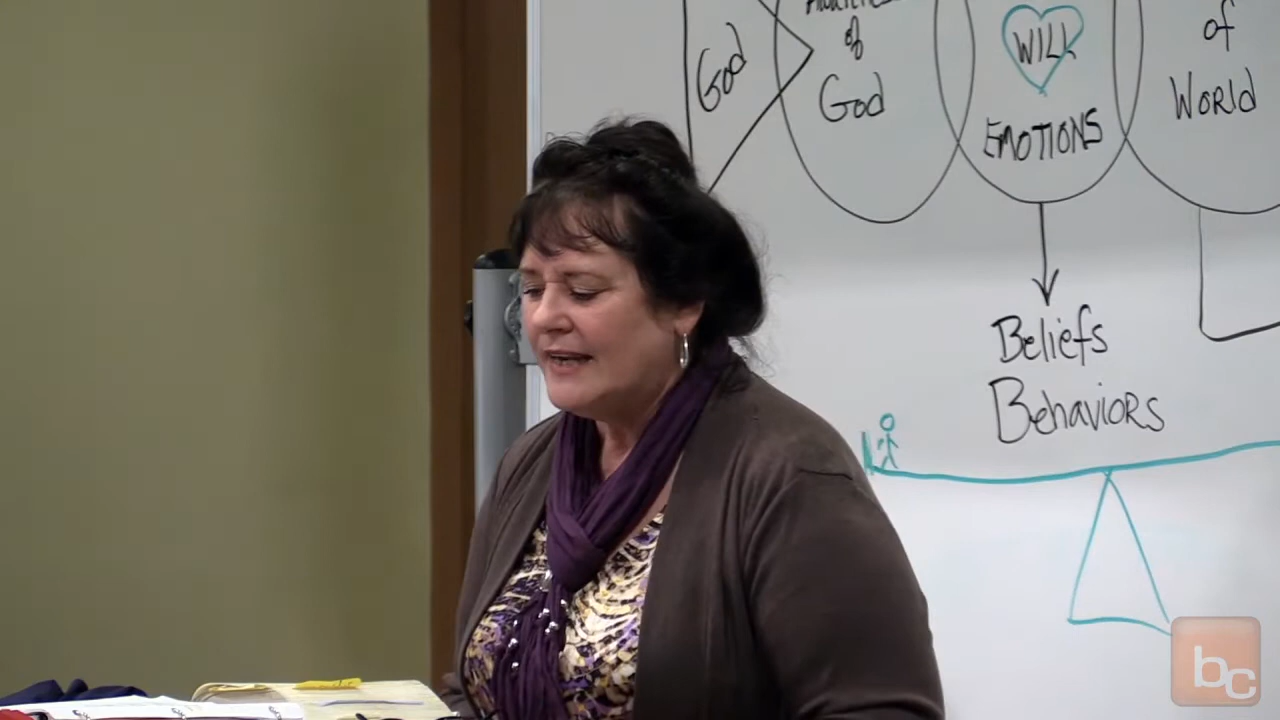 God
of
God
WILL
EMOTIONS
of
WORLD
Beliefs
BehavioRS
bc